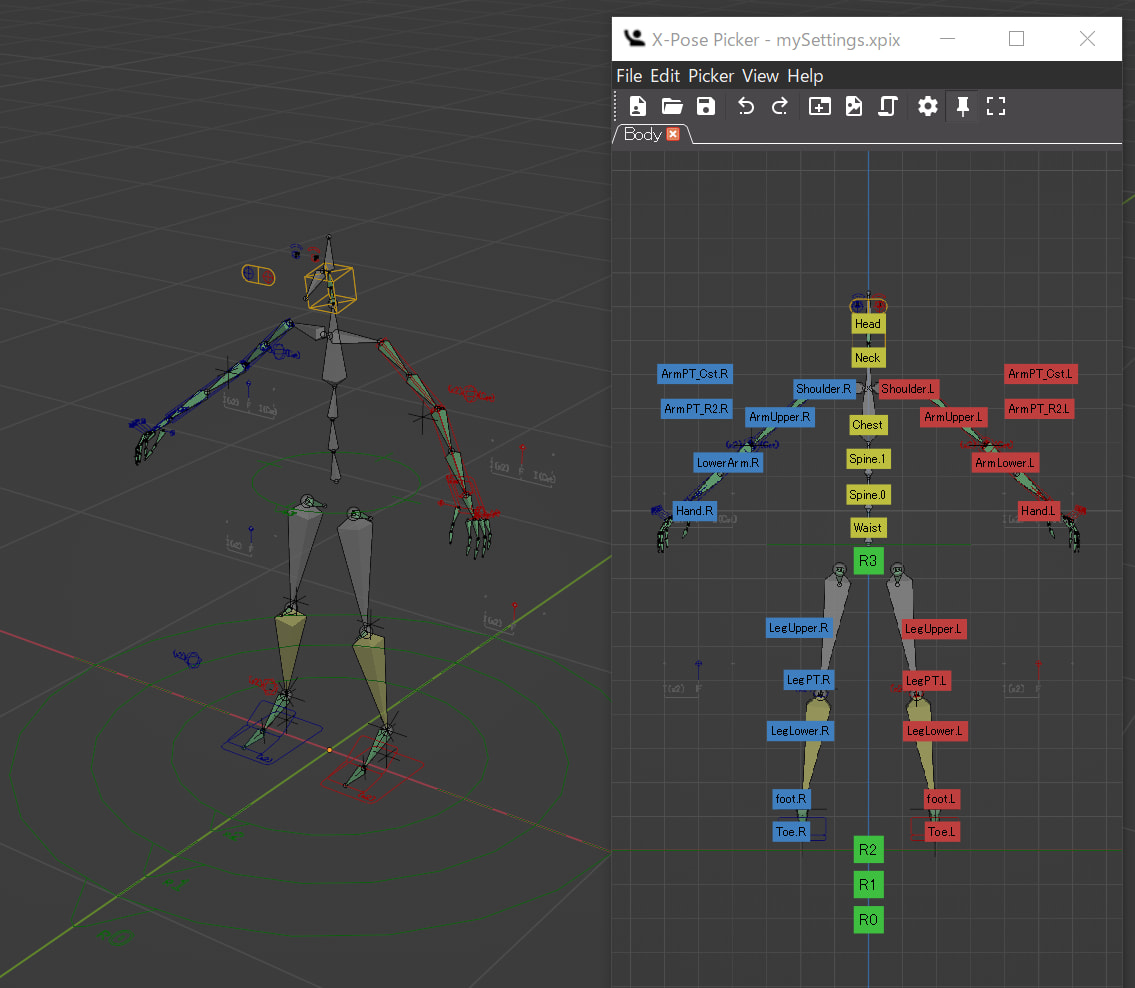 X-Pose Picker - mySettings.xpix
File Edit Picker View Help
Body
Head
Neck
ArmPT_Cst.R
ArmPT_Cst.L
Shoulder.R
Shoulder.L
ArmPT_R2.R
ArmPT_R2.L
ArmUpper.R
ArmUpper.L
Chest
Spine.1
LowerArm.R
ArmLower.L
Spine.0
Hand.R
Hand.L
Waist
R3
LegUpper.R
LegUpper.L
LegPT.R
LegPT.L
LegLower.R
LegLower.L
foot.R
foot.L
Toe.R
Toe.L
R2
R1
R0